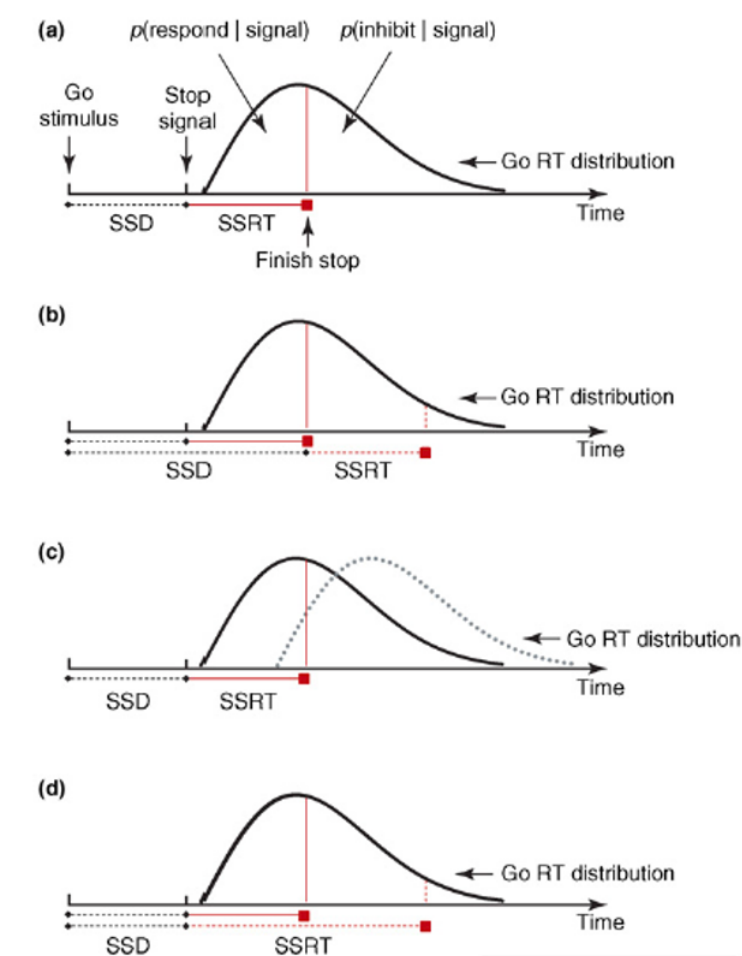 (a)
p(respond | signal) p(inhibit | signal)
Go
stimulus
Stop
signal
Go RT distribution
Time
SSD SSRT
Finish stop
(b)
Go RT distribution
Time
SSD SSRT
(c)
Go RT distribution
Time
SSD SSRT
(d)
Go RT distribution
Time
SSD SSRT